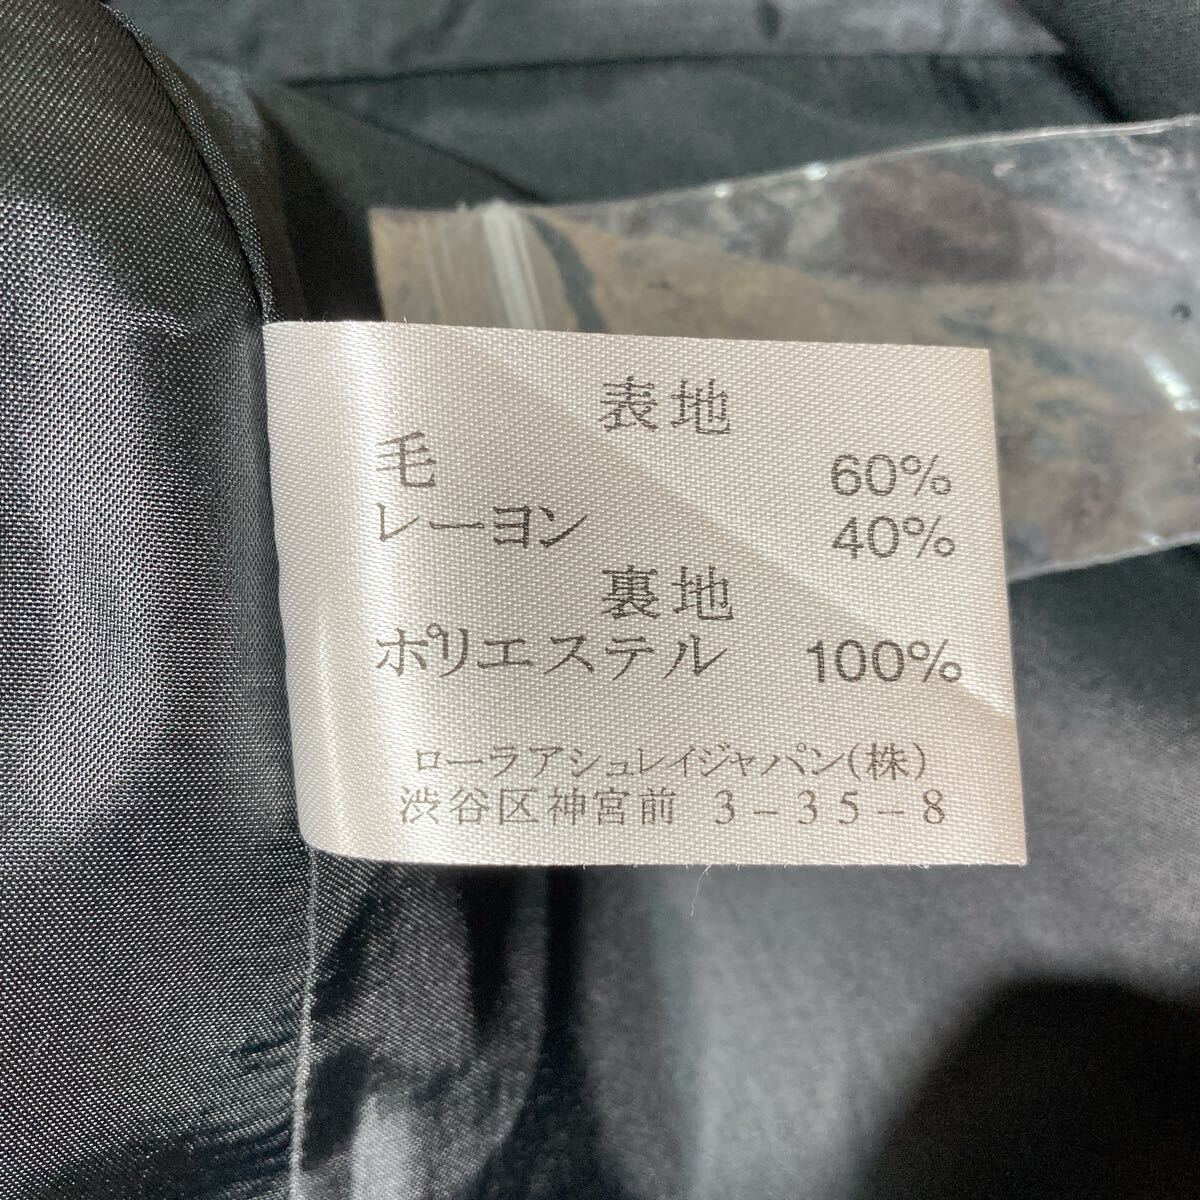 表地
毛 60%
レーヨン 40%
裏地
ポリエステル 100%
ローラアシュレイジャパン(株)
渋谷区神宮前 3-35-8